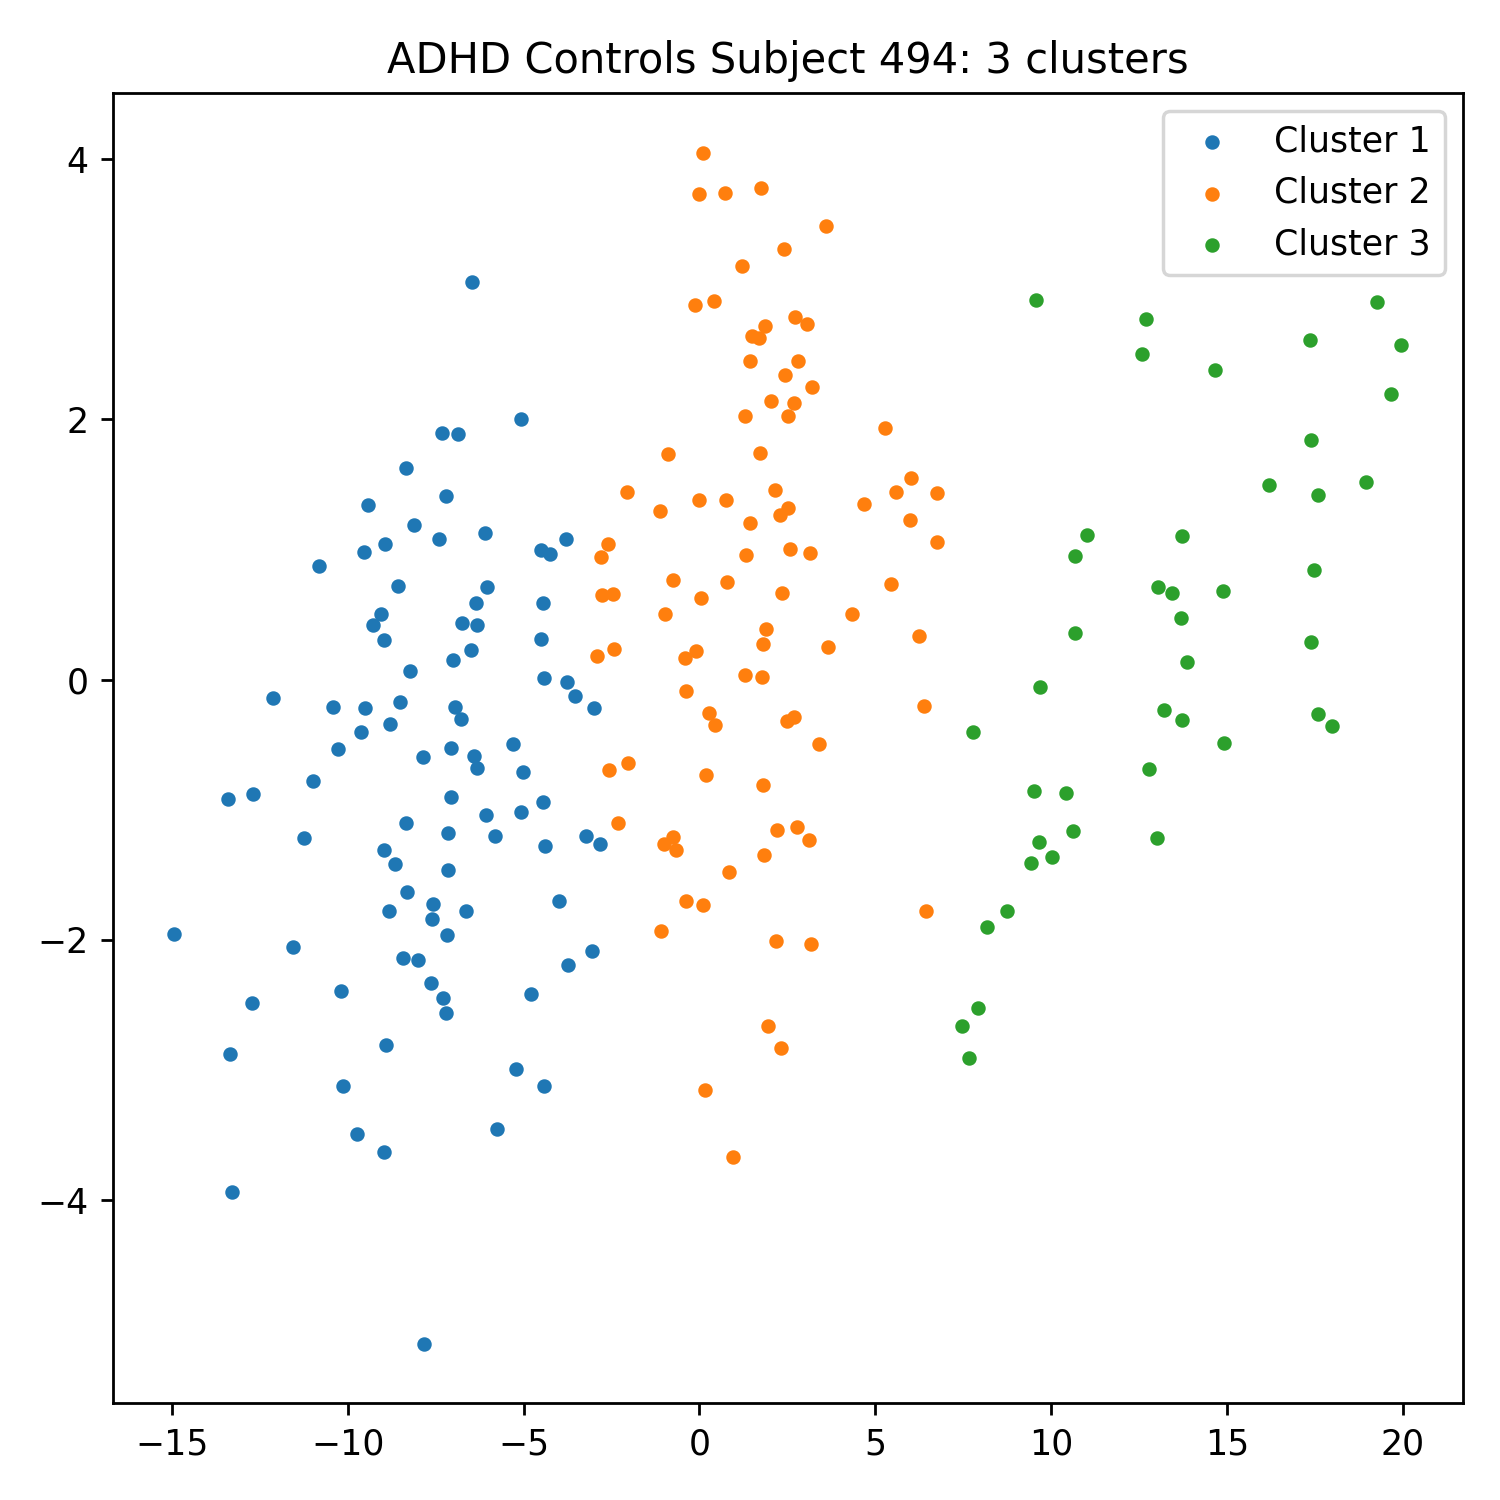 ADHD Controls Subject 494: 3 clusters
Cluster 1
Cluster 2
Cluster 3
4
2
0
−2
−4
−15 −10 −5 0 5 10 15 20